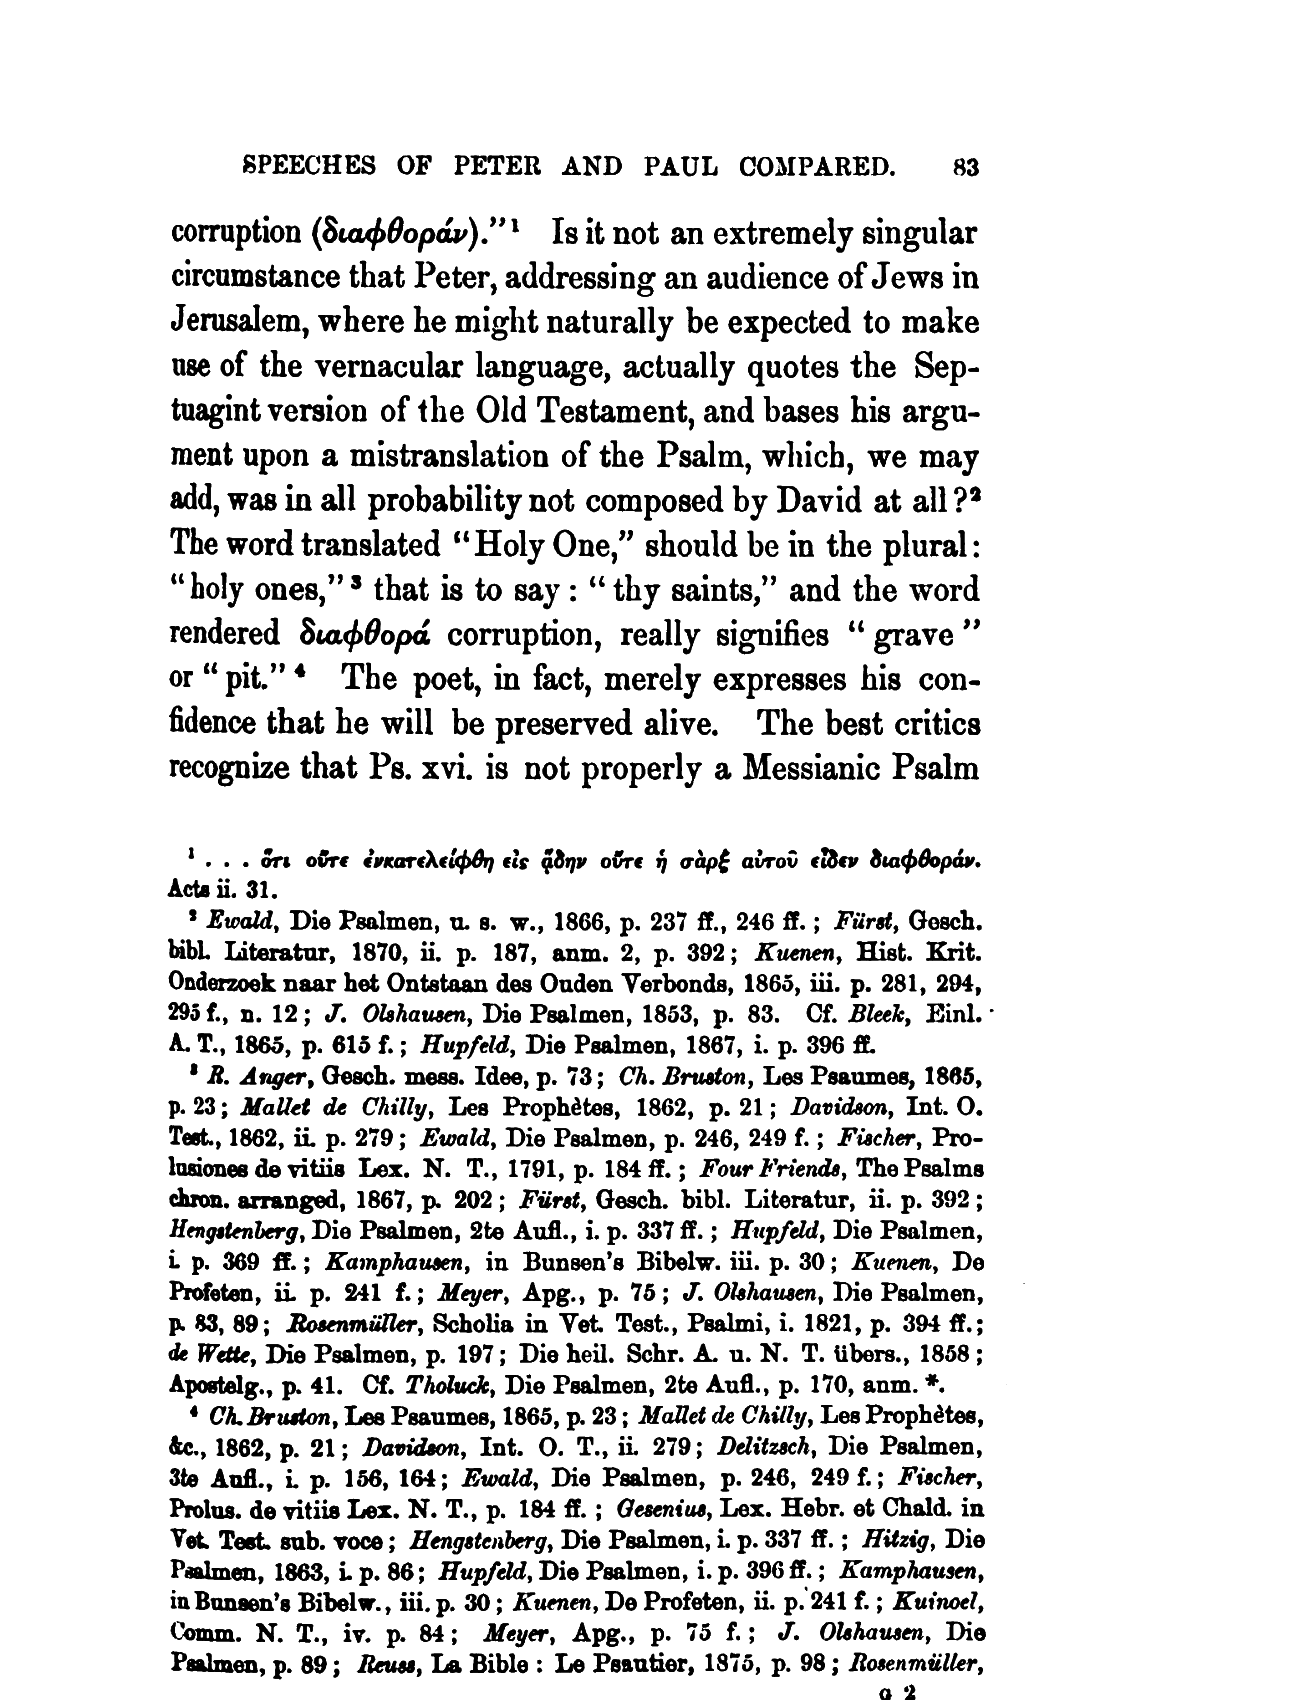 SPEECHES OF PETER AND PAUL COMPARED. 83
corruption (διαφθοράν)."¹ Is it not an extremely singular
circumstance that Peter, addressing an audience of Jews in
Jerusalem, where he might naturally be expected to make
use of the vernacular language, actually quotes the Sep-
tuagint version of the Old Testament, and bases his argu-
ment upon a mistranslation of the Psalm, which, we may
add, was in all probability not composed by David at all?²
The word translated "Holy One," should be in the plural:
"holy ones,"³ that is to say: "thy saints," and the word
rendered διαφθορά corruption, really signifies "grave"
or "pit."⁴ The poet, in fact, merely expresses his con-
fidence that he will be preserved alive. The best critics
recognize that Ps. xvi. is not properly a Messianic Psalm
¹ . . . ὅτι οὔτε ἐνκατελείφθη εἰς ᾅδην οὔτε ἡ σὰρξ αὐτοῦ εἶδεν διαφθοράν.
Acts ii. 31.
² Ewald, Die Psalmen, u. s. w., 1866, p. 237 ff., 246 ff.; Fürst, Gesch.
bibl. Literatur, 1870, ii. p. 187, anm. 2, p. 392; Kuenen, Hist. Krit.
Onderzoek naar het Ontstaan des Ouden Verbonds, 1865, iii. p. 281, 294,
295 f., n. 12; J. Olshausen, Die Psalmen, 1853, p. 83. Cf. Bleek, Einl.
A. T., 1865, p. 615 f.; Hupfeld, Die Psalmen, 1867, i. p. 396 ff.
³ R. Anger, Gesch. mess. Idee, p. 73; Ch. Bruston, Les Psaumes, 1865,
p. 23; Mallet de Chilly, Les Prophètes, 1862, p. 21; Davidson, Int. O.
Test., 1862, ii. p. 279; Ewald, Die Psalmen, p. 246, 249 f.; Fischer, Pro-
lusiones de vitiis Lex. N. T., 1791, p. 184 ff.; Four Friends, The Psalms
chron. arranged, 1867, p. 202; Fürst, Gesch. bibl. Literatur, ii. p. 392;
Hengstenberg, Die Psalmen, 2te Aufl., i. p. 337 ff.; Hupfeld, Die Psalmen,
i. p. 369 ff.; Kamphausen, in Bunsen's Bibelw. iii. p. 30; Kuenen, De
Profeten, ii. p. 241 f.; Meyer, Apg., p. 75; J. Olshausen, Die Psalmen,
p. 83, 89; Rosenmüller, Scholia in Vet. Test., Psalmi, i. 1821, p. 394 ff.;
de Wette, Die Psalmen, p. 197; Die heil. Schr. A. u. N. T. übers., 1858;
Apostelg., p. 41. Cf. Tholuck, Die Psalmen, 2te Aufl., p. 170, anm. *.
⁴ Ch. Bruston, Les Psaumes, 1865, p. 23; Mallet de Chilly, Les Prophètes,
&c., 1862, p. 21; Davidson, Int. O. T., ii. 279; Delitzsch, Die Psalmen,
3te Aufl., i. p. 156, 164; Ewald, Die Psalmen, p. 246, 249 f.; Fischer,
Prolus. de vitiis Lex. N. T., p. 184 ff.; Gesenius, Lex. Hebr. et Chald. in
Vet. Test. sub. voce; Hengstenberg, Die Psalmen, i. p. 337 ff.; Hitzig, Die
Psalmen, 1863, i. p. 86; Hupfeld, Die Psalmen, i. p. 396 ff.; Kamphausen,
in Bunsen's Bibelw., iii. p. 30; Kuenen, De Profeten, ii. p. 241 f.; Kuinoel,
Comm. N. T., iv. p. 84; Meyer, Apg., p. 75 f.; J. Olshausen, Die
Psalmen, p. 89; Reuss, La Bible: Le Psautier, 1875, p. 98; Rosenmüller,
G 2